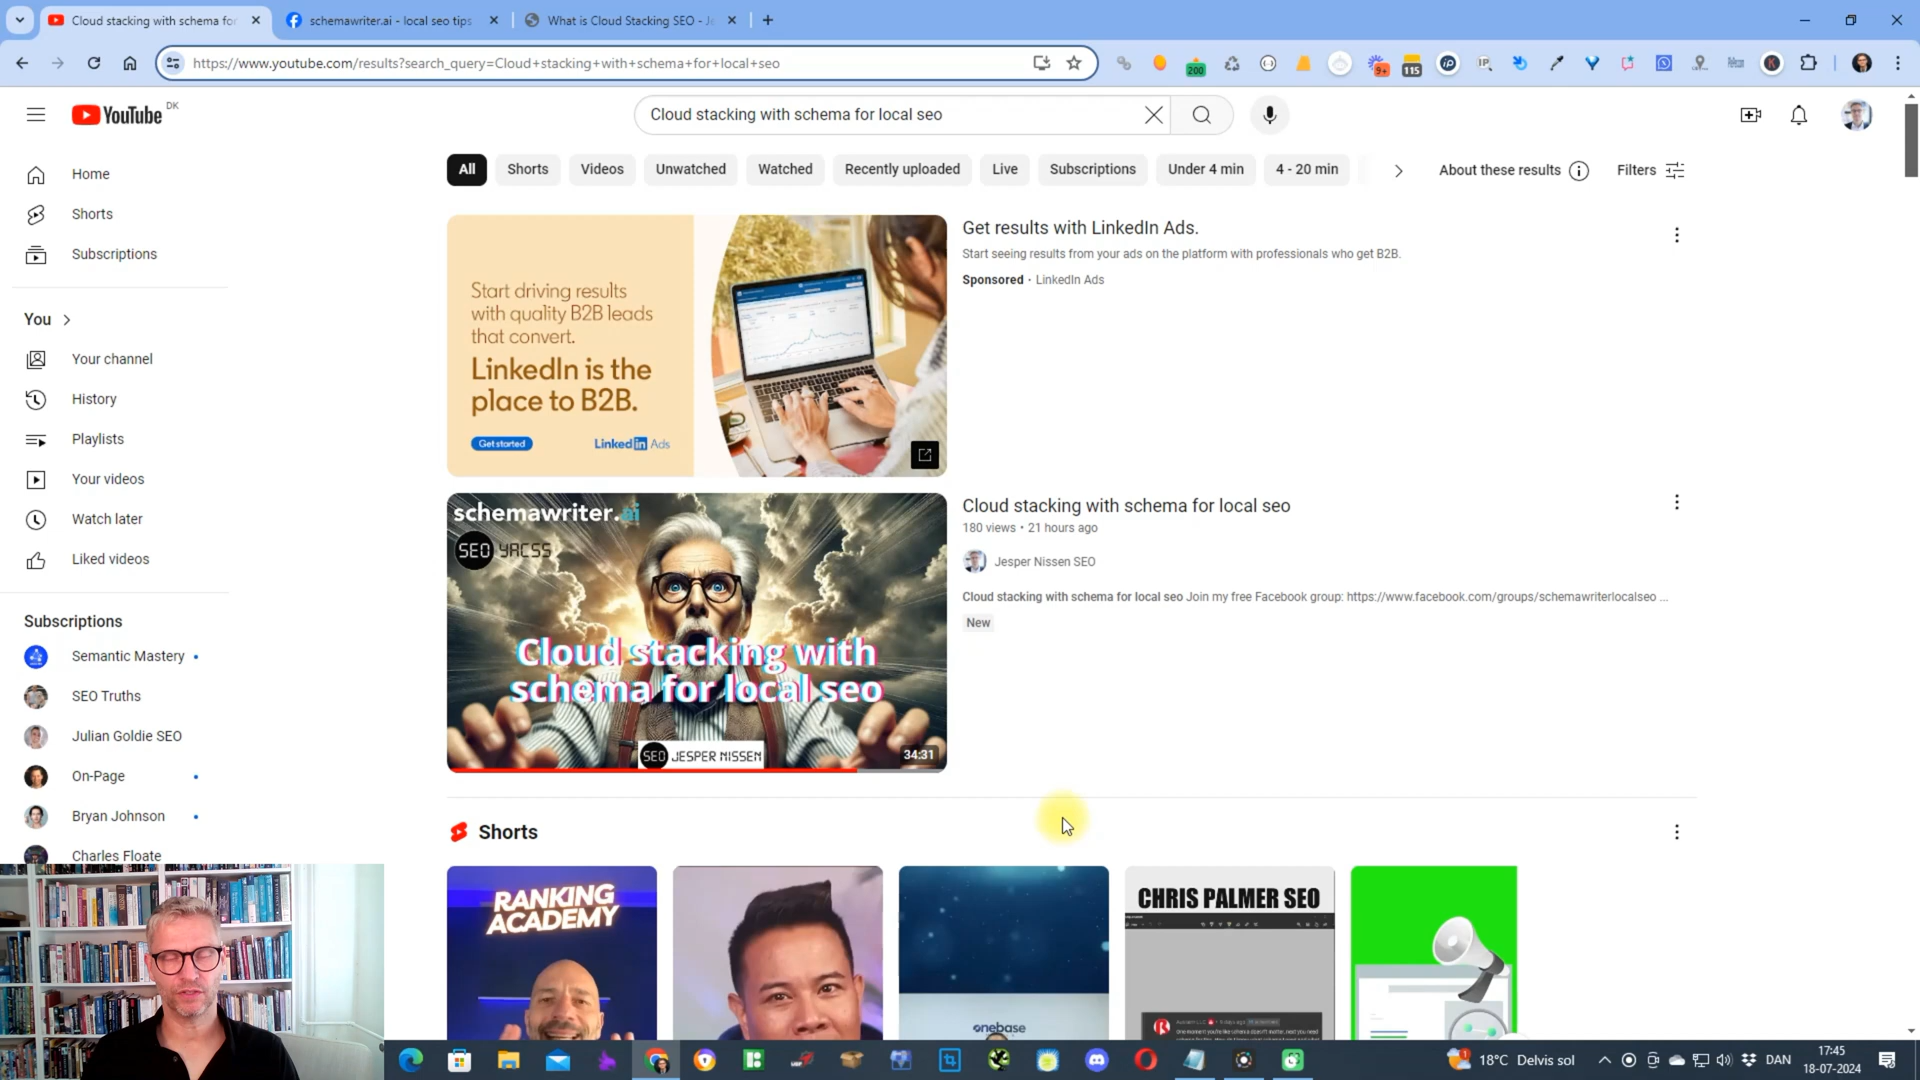 Cloud stacking with schema for
schemawriter.ai - local seo tips
What is Cloud Stacking SEO - Je
https://www.youtube.com/results?search_query=Cloud+stacking+with+schema+for+local+seo
200
9+
115
YouTube DK
Cloud stacking with schema for local seo
All
Shorts
Videos
Unwatched
Watched
Recently uploaded
Live
Subscriptions
Under 4 min
4 - 20 min
About these results
Filters
Home
Shorts
Subscriptions
You
Your channel
History
Playlists
Your videos
Watch later
Liked videos
Subscriptions
Semantic Mastery
SEO Truths
Julian Goldie SEO
On-Page
Bryan Johnson
Charles Floate
Start driving results
with quality B2B leads
that convert.
LinkedIn is the
place to B2B.
Get started
LinkedIn Ads
Get results with LinkedIn Ads.
Start seeing results from your ads on the platform with professionals who get B2B.
Sponsored · LinkedIn Ads
schemawriter.ai
SEO YACSS
Cloud stacking with
schema for local seo
SEO JESPER NISSEN
34:31
Cloud stacking with schema for local seo
180 views · 21 hours ago
Jesper Nissen SEO
Cloud stacking with schema for local seo Join my free Facebook group: https://www.facebook.com/groups/schemawriterlocalseo ...
New
Shorts
RANKING
ACADEMY
onebase
CHRIS PALMER SEO
18°C Delvis sol
DAN
17:45
18-07-2024